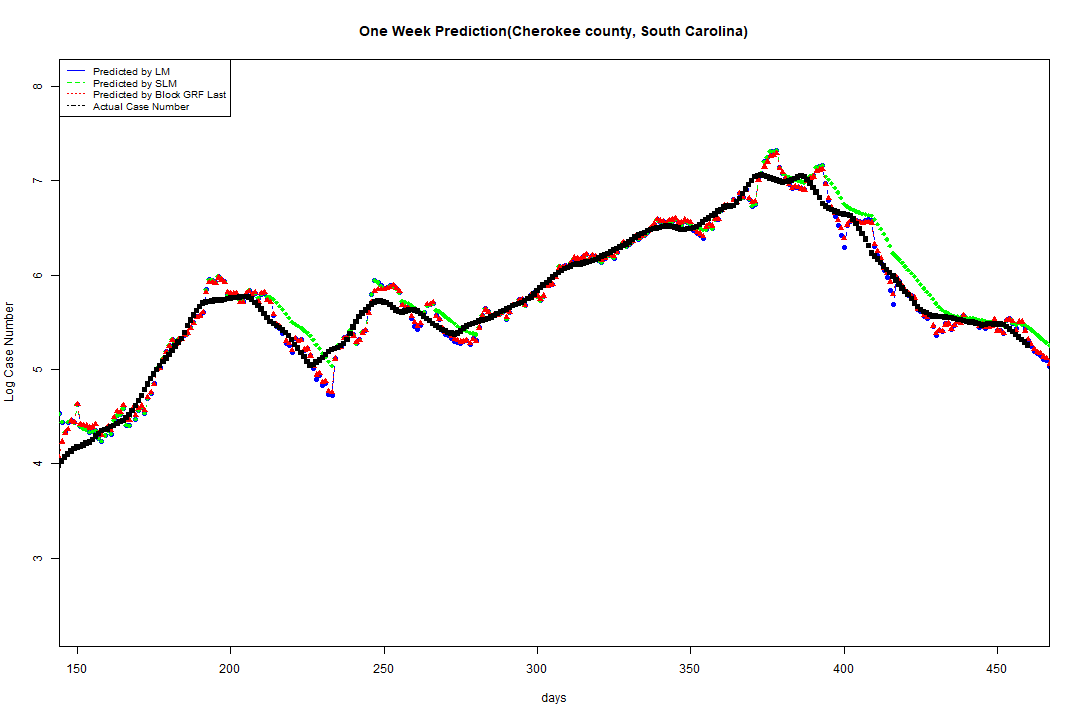 One Week Prediction(Cherokee county, South Carolina)
Predicted by LM
Predicted by SLM
Predicted by Block GRF Last
Actual Case Number
8
7
6
5
4
3
Log Case Number
150 200 250 300 350 400 450
days